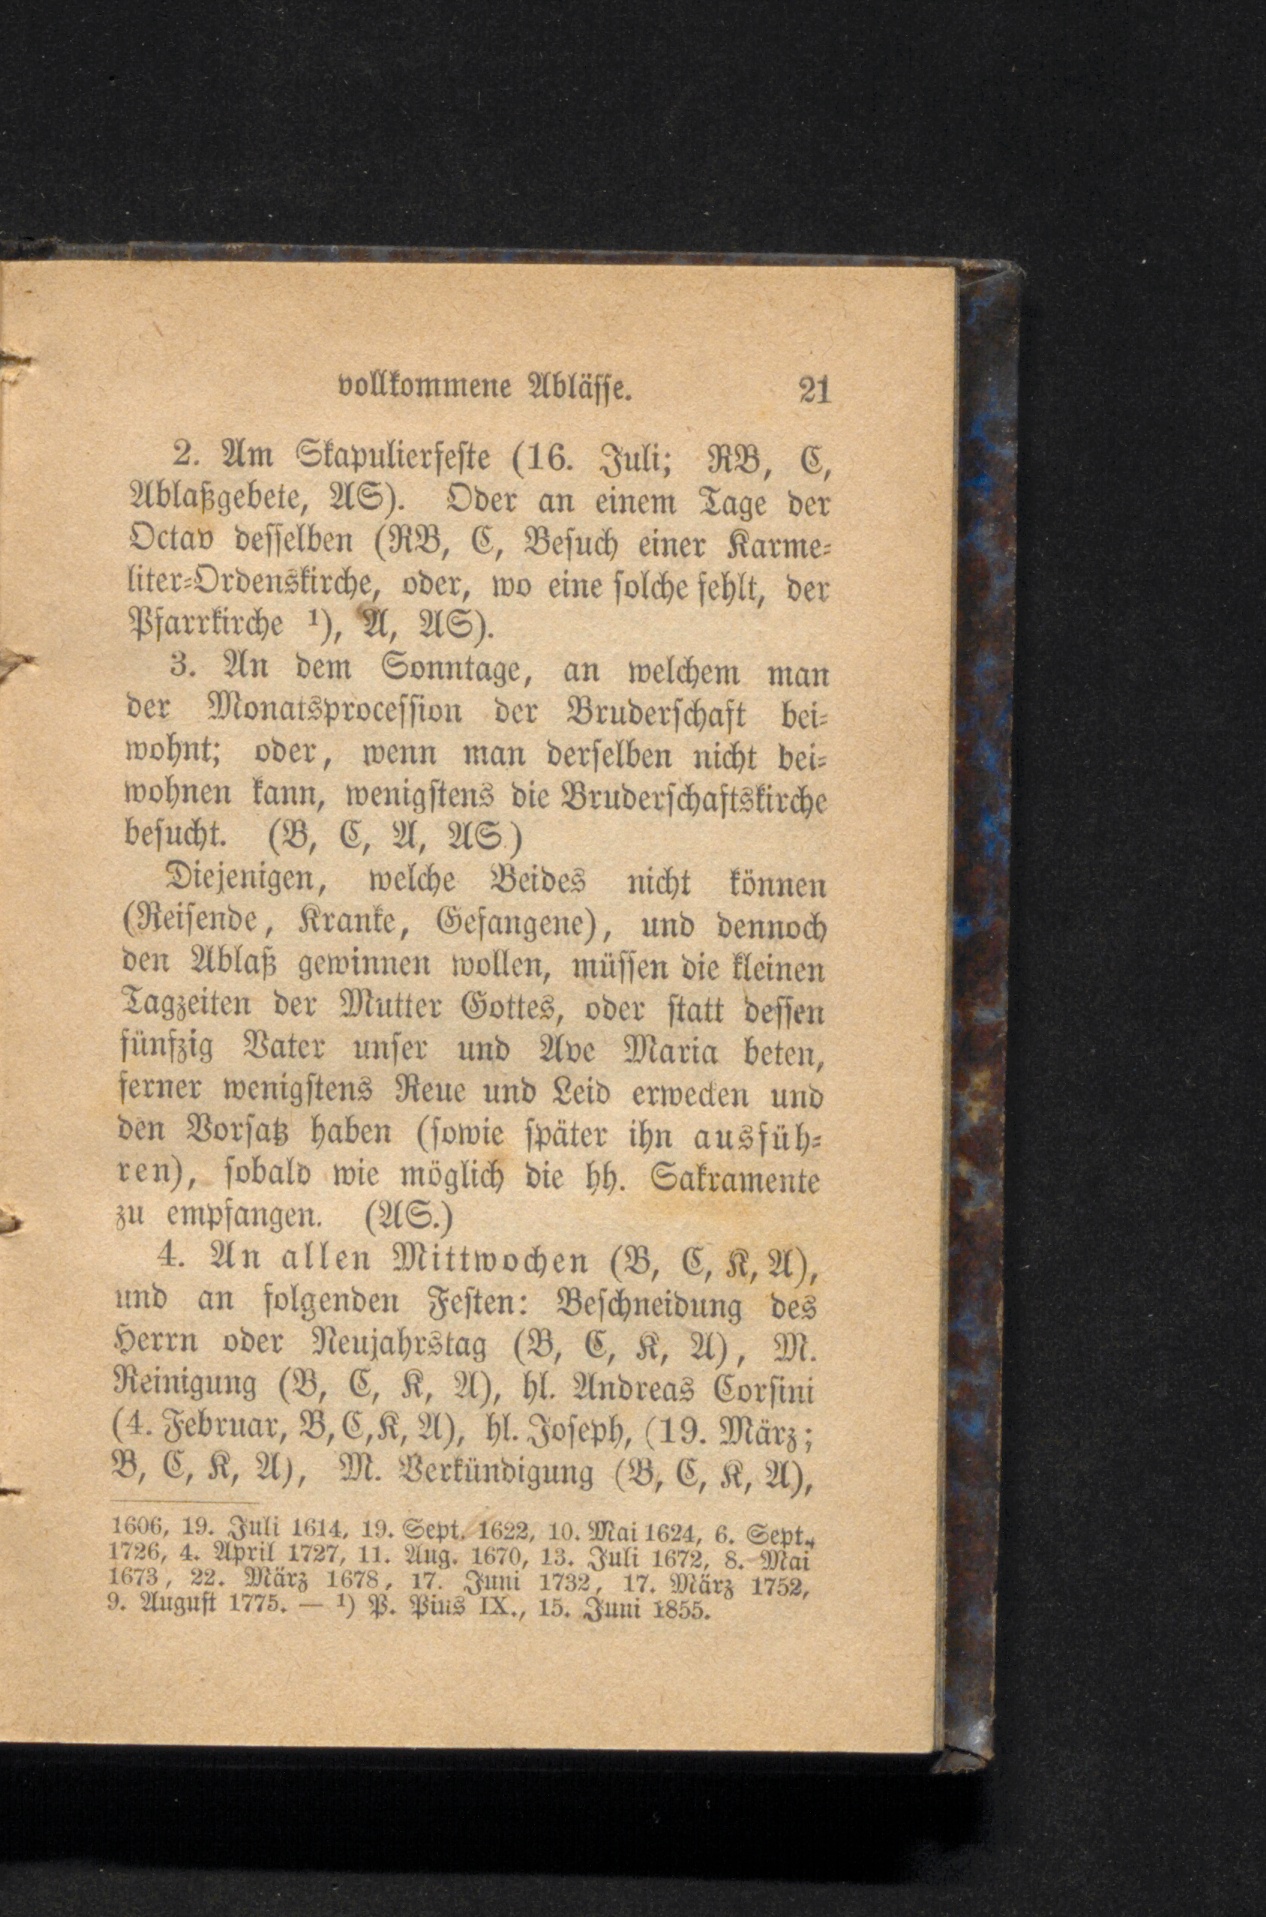 vollkommene Ablässe. 21
2. Am Skapulierfeste (16. Juli; RB, C,
Ablaßgebete, AS). Oder an einem Tage der
Octav desselben (RB, C, Besuch einer Karme-
liter-Ordenskirche, oder, wo eine solche fehlt, der
Pfarrkirche ¹), A, AS).
3. An dem Sonntage, an welchem man
der Monatsprocession der Bruderschaft bei-
wohnt; oder, wenn man derselben nicht bei-
wohnen kann, wenigstens die Bruderschaftskirche
besucht. (B, C, A, AS)
Diejenigen, welche Beides nicht können
(Reisende, Kranke, Gefangene), und dennoch
den Ablaß gewinnen wollen, müssen die kleinen
Tagzeiten der Mutter Gottes, oder statt dessen
fünfzig Vater unser und Ave Maria beten,
ferner wenigstens Reue und Leid erwecken und
den Vorsatz haben (sowie später ihn ausfüh-
ren), sobald wie möglich die hh. Sakramente
zu empfangen. (AS.)
4. An allen Mittwochen (B, C, K, A),
und an folgenden Festen: Beschneidung des
Herrn oder Neujahrstag (B, C, K, A), M.
Reinigung (B, C, K, A), hl. Andreas Corsini
(4. Februar, B, C, K, A), hl. Joseph, (19. März;
B, C, K, A), M. Verkündigung (B, C, K, A),
1606, 19. Juli 1614, 19. Sept. 1622, 10. Mai 1624, 6. Sept.,
1726, 4. April 1727, 11. Aug. 1670, 13. Juli 1672, 8. Mai
1673, 22. März 1678, 17. Juni 1732, 17. März 1752,
9. August 1775. — ¹) P. Pius IX., 15. Juni 1855.